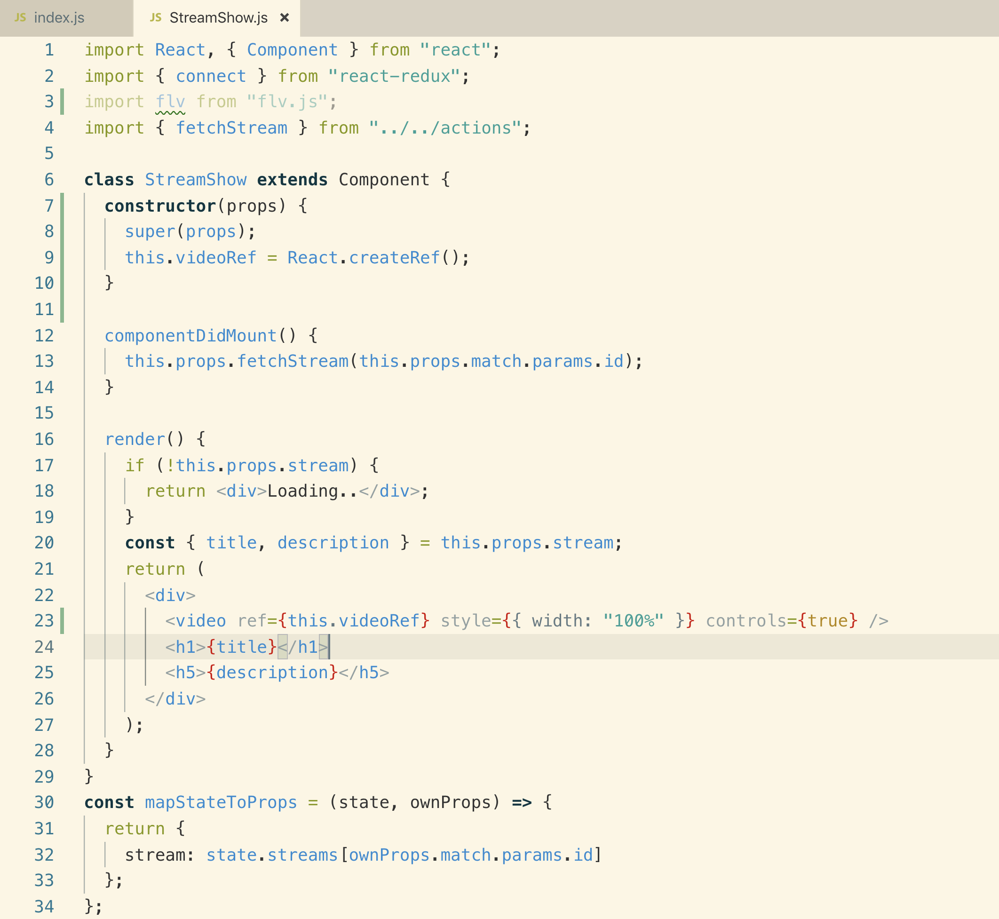 JS index.js JS StreamShow.js ×
1 import React, { Component } from "react";
2 import { connect } from "react-redux";
3 import flv from "flv.js";
4 import { fetchStream } from "../../actions";
5
6 class StreamShow extends Component {
7 constructor(props) {
8 super(props);
9 this.videoRef = React.createRef();
10 }
11
12 componentDidMount() {
13 this.props.fetchStream(this.props.match.params.id);
14 }
15
16 render() {
17 if (!this.props.stream) {
18 return <div>Loading..</div>;
19 }
20 const { title, description } = this.props.stream;
21 return (
22 <div>
23 <video ref={this.videoRef} style={{ width: "100%" }} controls={true} />
24 <h1>{title}</h1>
25 <h5>{description}</h5>
26 </div>
27 );
28 }
29 }
30 const mapStateToProps = (state, ownProps) => {
31 return {
32 stream: state.streams[ownProps.match.params.id]
33 };
34 };